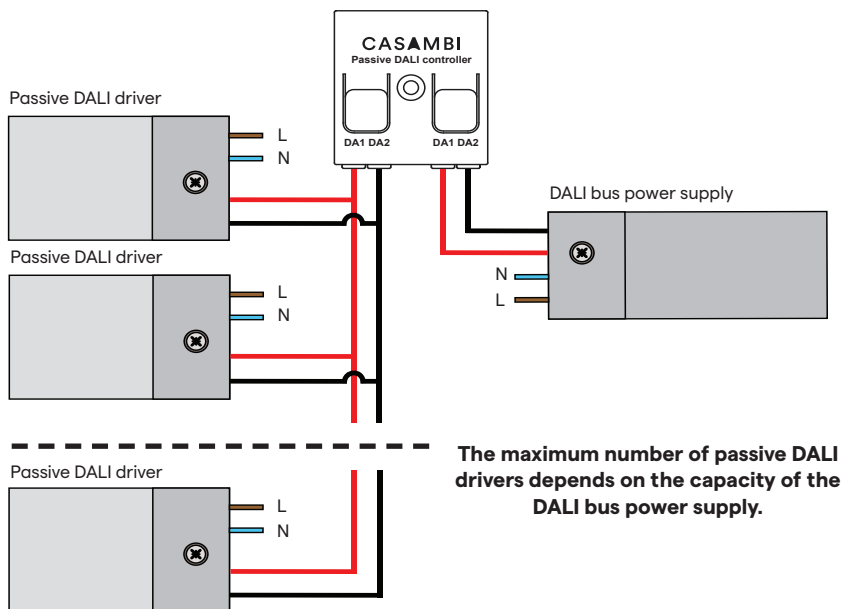 CASAMBI
Passive DALI controller
DA1 DA2
DA1 DA2
Passive DALI driver
L
N
DALI bus power supply
N
L
Passive DALI driver
L
N
The maximum number of passive DALI
drivers depends on the capacity of the
DALI bus power supply.
Passive DALI driver
L
N